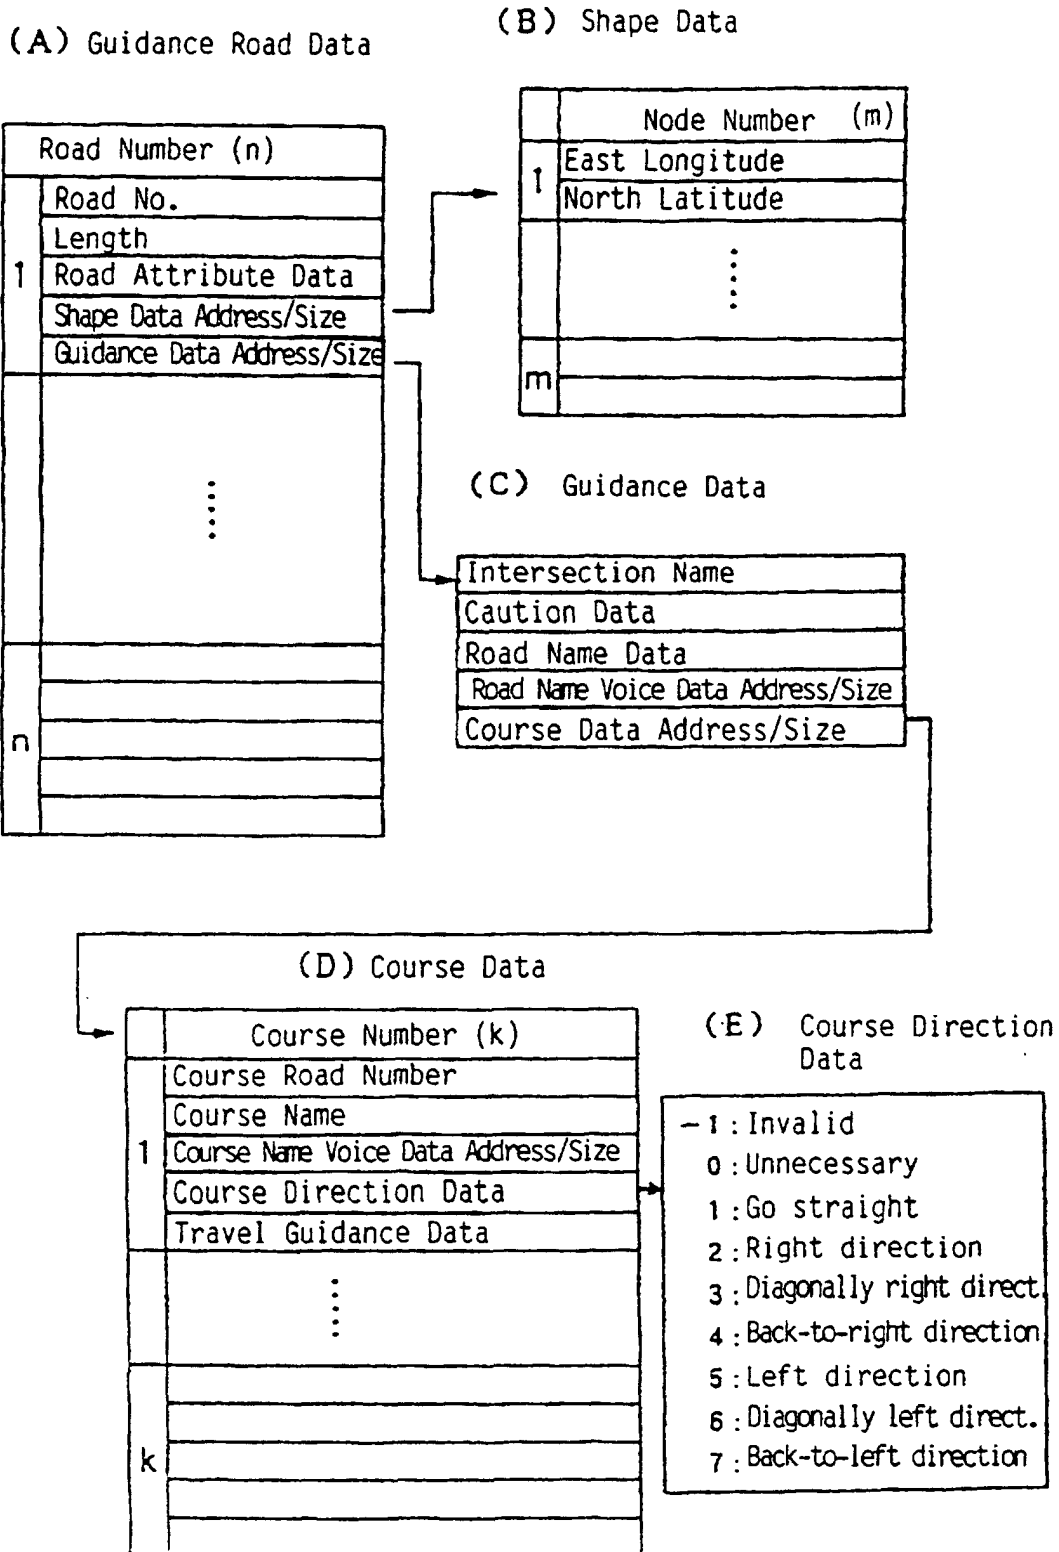 (A) Guidance Road Data
Road Number (n)
1
Road No.
Length
Road Attribute Data
Shape Data Address/Size
Guidance Data Address/Size
n
(B) Shape Data
Node Number (m)
1
East Longitude
North Latitude
m
(C) Guidance Data
Intersection Name
Caution Data
Road Name Data
Road Name Voice Data Address/Size
Course Data Address/Size
(D) Course Data
Course Number (k)
1
Course Road Number
Course Name
Course Name Voice Data Address/Size
Course Direction Data
Travel Guidance Data
k
(E) Course Direction
Data
-1: Invalid
0: Unnecessary
1: Go straight
2: Right direction
3: Diagonally right direct.
4: Back-to-right direction
5: Left direction
6: Diagonally left direct.
7: Back-to-left direction